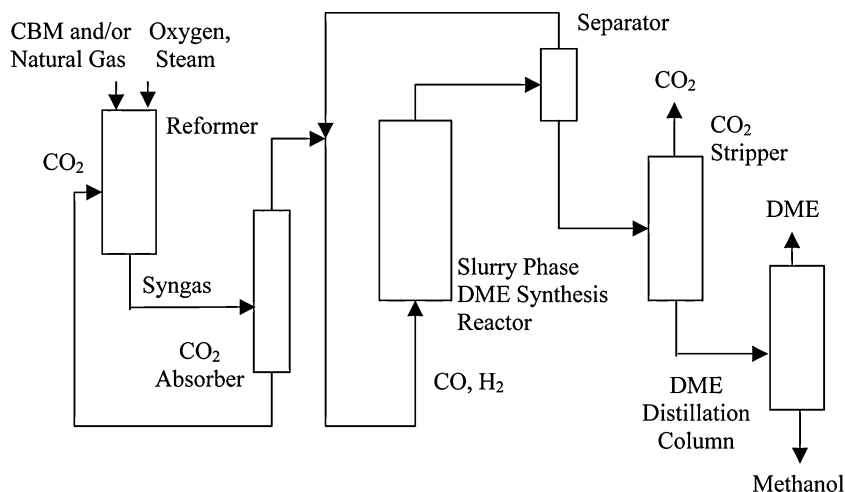 CBM and/or
Natural Gas
Oxygen,
Steam
Reformer
CO₂
Syngas
CO₂
Absorber
Separator
Slurry Phase
DME Synthesis
Reactor
CO, H₂
CO₂
CO₂
Stripper
DME
DME
Distillation
Column
Methanol